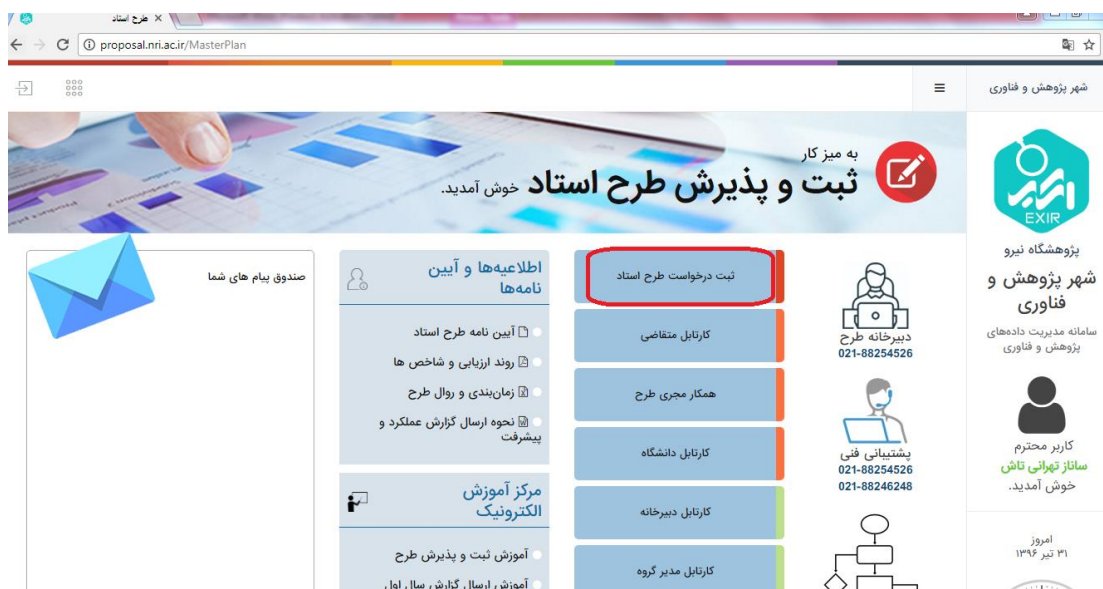 طرح استاد
proposal.nri.ac.ir/MasterPlan
شهر پژوهش و فناوری
EXIR
پژوهشگاه نیرو
شهر پژوهش و
فناوری
سامانه مدیریت داده‌های
پژوهش و فناوری
کاربر محترم
ساناز تهرانی تاش
خوش آمدید.
امروز
۳۱ تیر ۱۳۹۶
به میز کار
ثبت و پذیرش طرح استاد خوش آمدید.
دبیرخانه طرح
021-88254526
پشتیبانی فنی
021-88254526
021-88246248
ثبت درخواست طرح استاد
کارتابل متقاضی
همکار مجری طرح
کارتابل دانشگاه
کارتابل دبیرخانه
کارتابل مدیر گروه
اطلاعیه‌ها و آیین
نامه‌ها
آیین نامه طرح استاد
روند ارزیابی و شاخص ها
زمان‌بندی و روال طرح
نحوه ارسال گزارش عملکرد و
پیشرفت
مرکز آموزش
الکترونیک
آموزش ثبت و پذیرش طرح
آموزش ارسال گزارش سال اول
صندوق پیام های شما